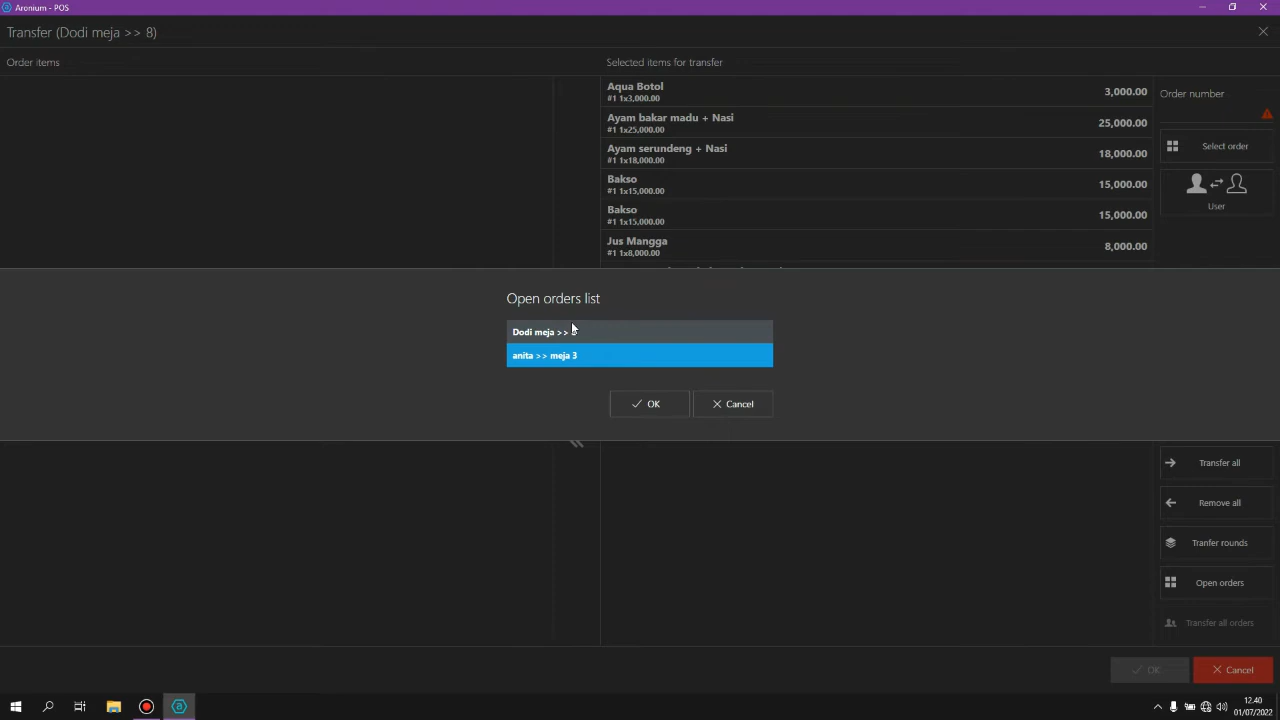 Aronium - POS
Transfer (Dodi meja >> 8)
Order items
Selected items for transfer
Aqua Botol
3,000.00
#1 1x3,000.00
Ayam bakar madu + Nasi
25,000.00
#1 1x25,000.00
Ayam serundeng + Nasi
18,000.00
#1 1x18,000.00
Bakso
15,000.00
#1 1x15,000.00
Bakso
15,000.00
#1 1x15,000.00
Jus Mangga
8,000.00
#1 1x8,000.00
Order number
Select order
User
Open orders list
Dodi meja >>
anita >> meja 3
OK
Cancel
Transfer all
Remove all
Tranfer rounds
Open orders
Transfer all orders
OK
Cancel
12.40
01/07/2022